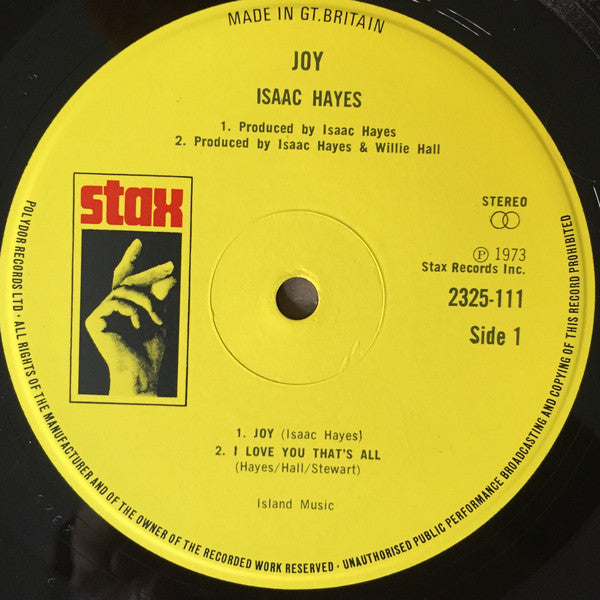 MADE IN GT.BRITAIN
JOY
ISAAC HAYES
1. Produced by Isaac Hayes
2. Produced by Isaac Hayes & Willie Hall
stax
STEREO
℗ 1973
Stax Records Inc.
2325-111
Side 1
1. JOY (Isaac Hayes)
2. I LOVE YOU THAT'S ALL
(Hayes/Hall/Stewart)
Island Music
POLYDOR RECORDS LTD · ALL RIGHTS OF THE MANUFACTURER AND OF THE OWNER OF THE RECORDED WORK RESERVED · UNAUTHORISED PUBLIC PERFORMANCE BROADCASTING AND COPYING OF THIS RECORD PROHIBITED